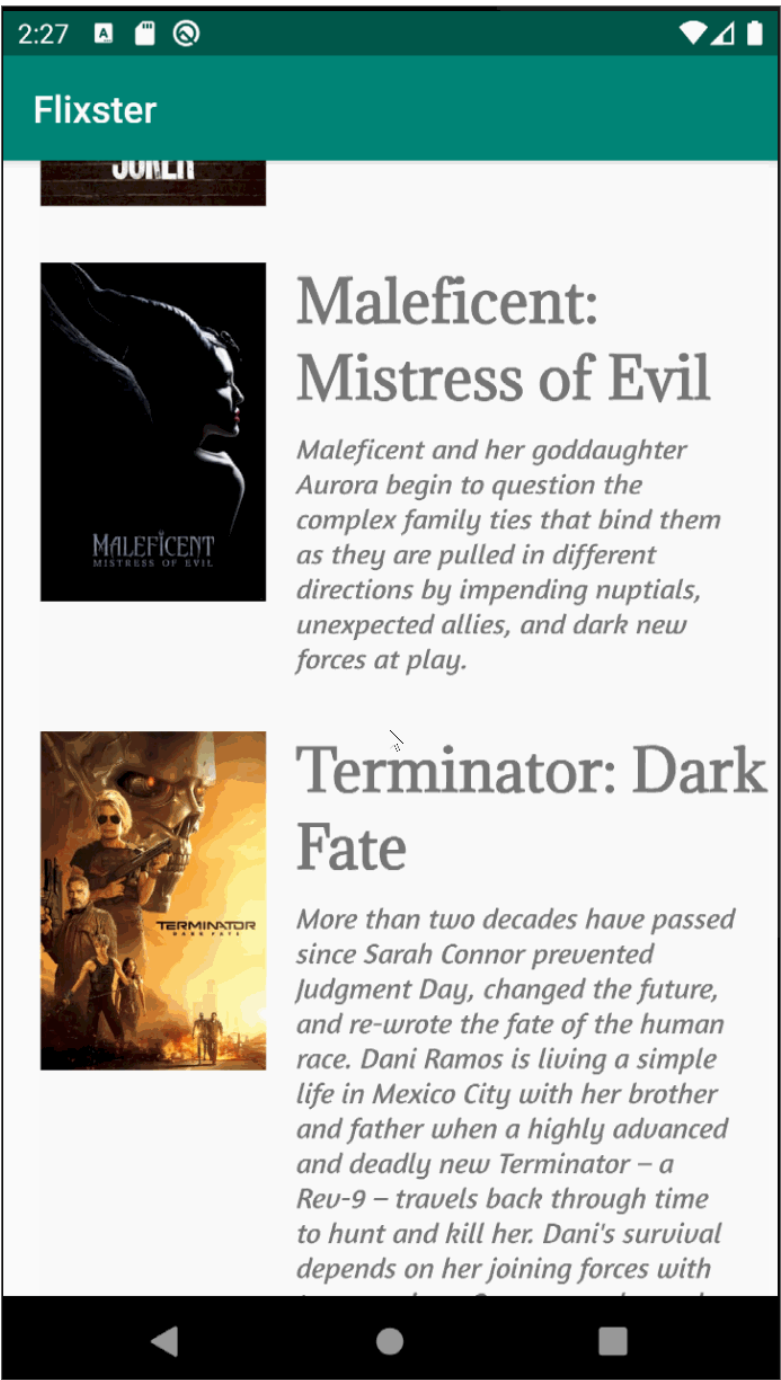 2:27
Flixster
JOKER
Maleficent:
Mistress of Evil
MALEFICENT
MISTRESS OF EVIL
Maleficent and her goddaughter
Aurora begin to question the
complex family ties that bind them
as they are pulled in different
directions by impending nuptials,
unexpected allies, and dark new
forces at play.
Terminator: Dark
Fate
TERMINATOR
DARK FATE
More than two decades have passed
since Sarah Connor prevented
Judgment Day, changed the future,
and re-wrote the fate of the human
race. Dani Ramos is living a simple
life in Mexico City with her brother
and father when a highly advanced
and deadly new Terminator – a
Rev-9 – travels back through time
to hunt and kill her. Dani's survival
depends on her joining forces with